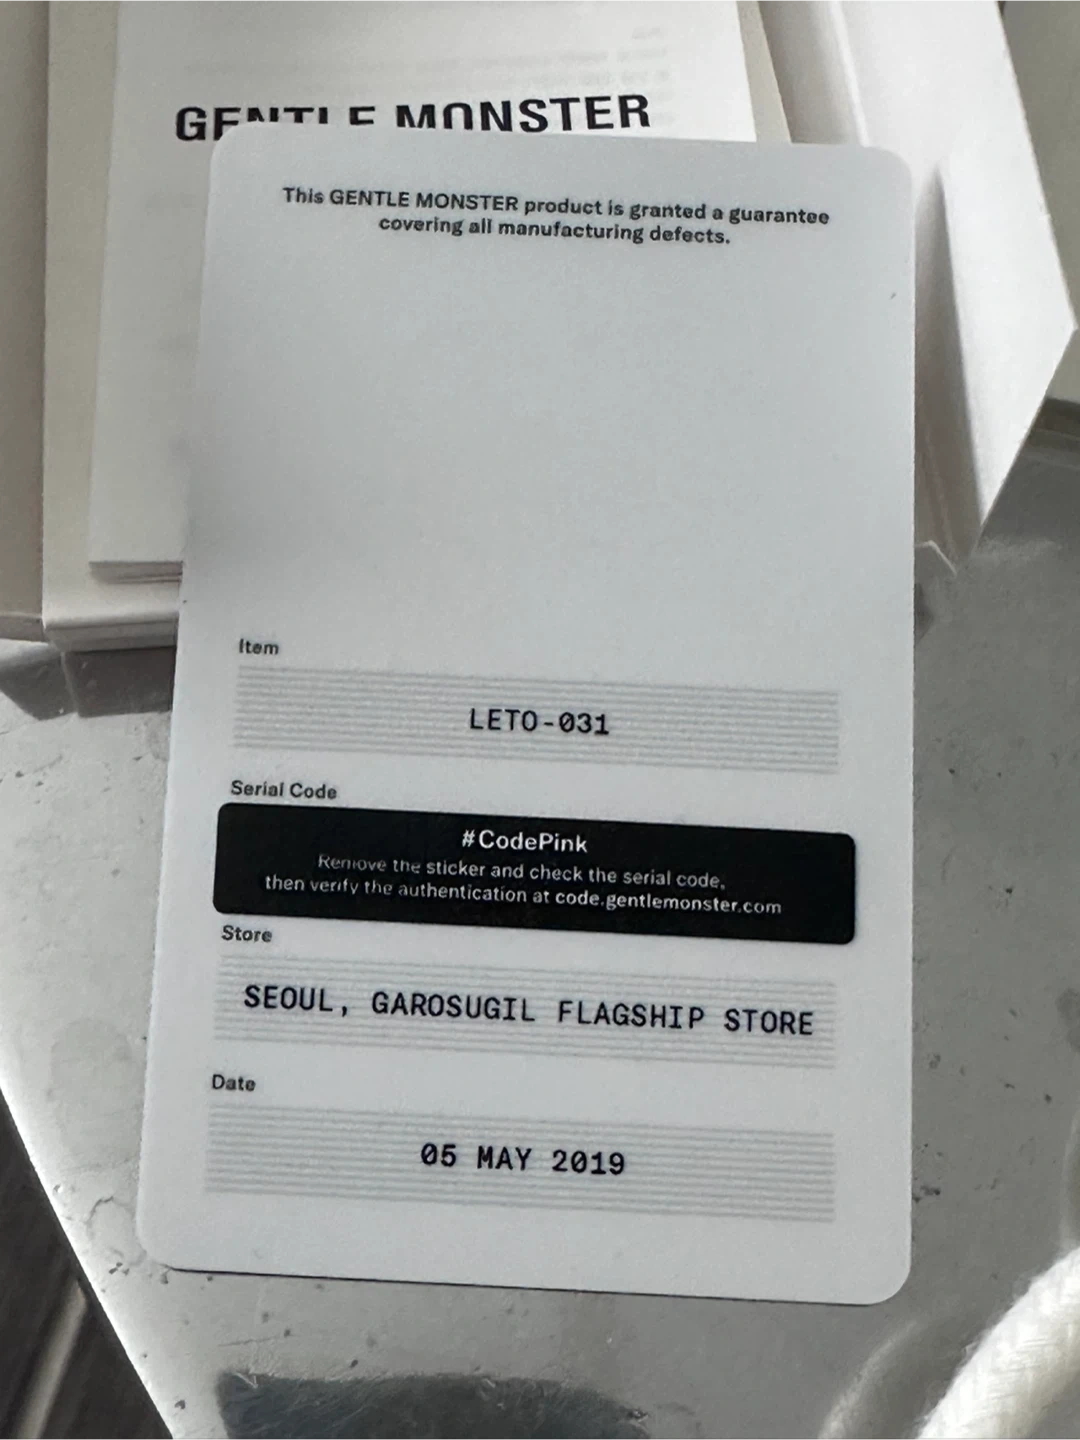 GENTLE MONSTER
This GENTLE MONSTER product is granted a guarantee
covering all manufacturing defects.
Item
LETO-031
Serial Code
#CodePink
Remove the sticker and check the serial code,
then verify the authentication at code.gentlemonster.com
Store
SEOUL, GAROSUGIL FLAGSHIP STORE
Date
05 MAY 2019